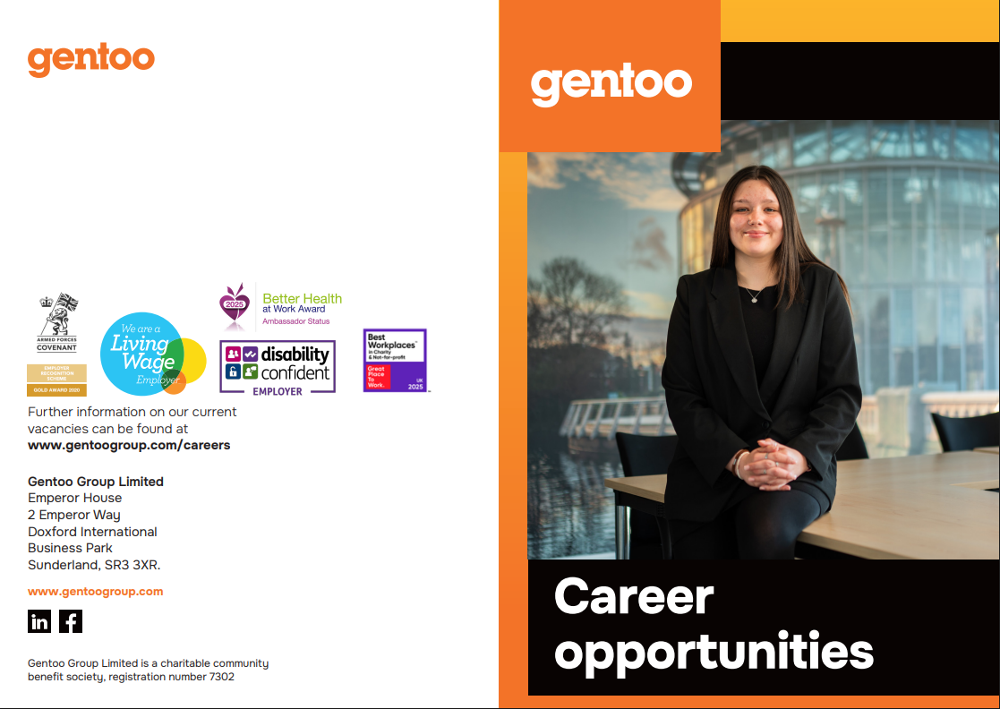 gentoo
ARMED FORCES
COVENANT
EMPLOYER
RECOGNITION
SCHEME
GOLD AWARD 2020
We are a
Living
Wage
Employer
2025
Better Health
at Work Award
Ambassador Status
disability
confident
EMPLOYER
Best
Workplaces™
in Charity
& Not-for-profit
Great
Place
To
Work.
UK
2025
Further information on our current
vacancies can be found at
www.gentoogroup.com/careers
Gentoo Group Limited
Emperor House
2 Emperor Way
Doxford International
Business Park
Sunderland, SR3 3XR.
www.gentoogroup.com
in f
Gentoo Group Limited is a charitable community
benefit society, registration number 7302
gentoo
Career
opportunities